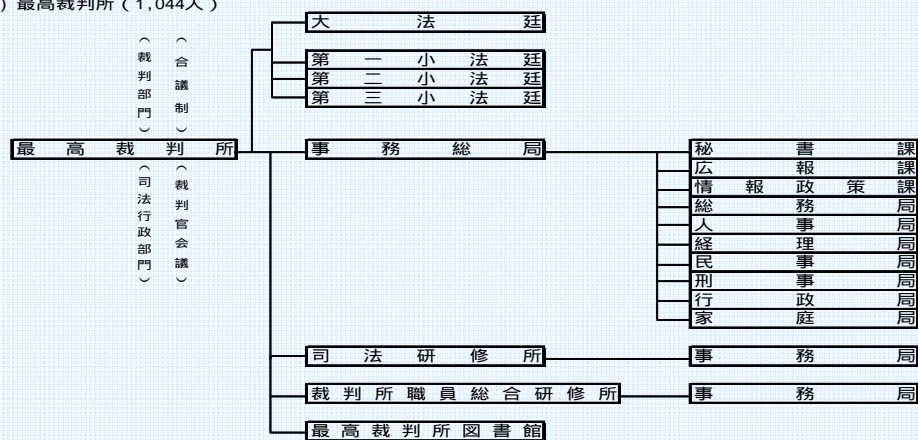 ) 最高裁判所（1,044人）
大法廷
第一小法廷
第二小法廷
第三小法廷
（裁判部門）
（合議制）
最高裁判所
（司法行政部門）
（裁判官会議）
事務総局
秘書課
広報課
情報政策課
総務局
人事局
経理局
民事局
刑事局
行政局
家庭局
司法研修所
事務局
裁判所職員総合研修所
事務局
最高裁判所図書館